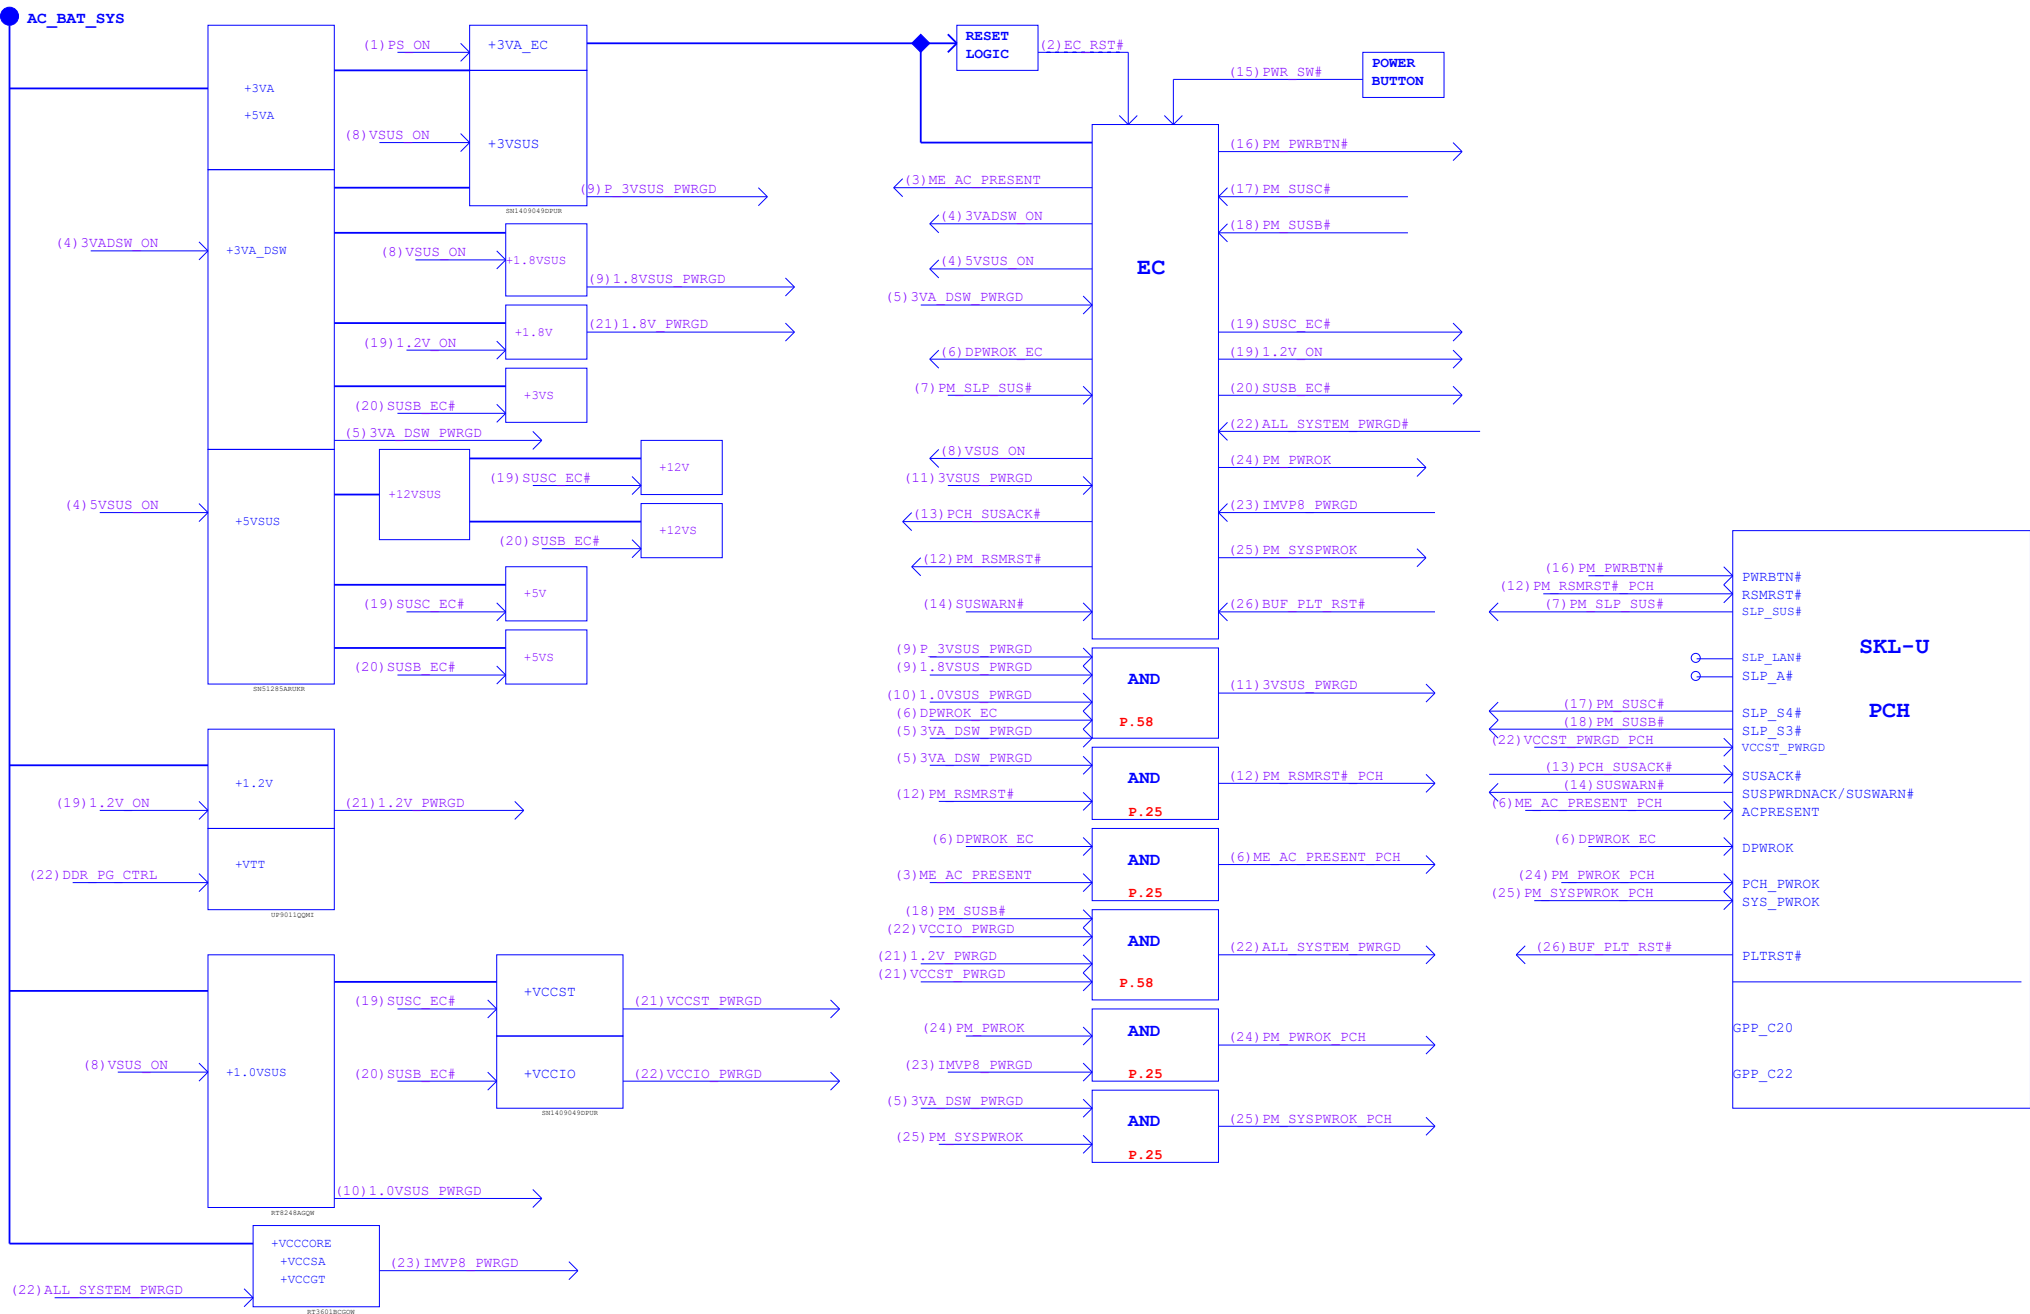 AC_BAT_SYS
+3VA
+5VA
(1)PS_ON
+3VA_EC
(8)VSUS_ON
+3VSUS
(9)P_3VSUS_PWRGD
SN1409049DPUR
(4)3VADSW_ON
+3VA_DSW
(8)VSUS_ON
+1.8VSUS
(9)1.8VSUS_PWRGD
+1.8V
(21)1.8V_PWRGD
(19)1.2V_ON
+3VS
(20)SUSB_EC#
(5)3VA_DSW_PWRGD
(4)5VSUS_ON
+5VSUS
+12VSUS
+12V
(19)SUSC_EC#
+12VS
(20)SUSB_EC#
+5V
(19)SUSC_EC#
+5VS
(20)SUSB_EC#
SN51285ARUKR
+1.2V
(19)1.2V_ON
(21)1.2V_PWRGD
+VTT
(22)DDR_PG_CTRL
UP9011QQMI
(8)VSUS_ON
+1.0VSUS
(19)SUSC_EC#
+VCCST
(21)VCCST_PWRGD
(20)SUSB_EC#
+VCCIO
(22)VCCIO_PWRGD
SN1409049DPUR
(10)1.0VSUS_PWRGD
RT8248AGQW
+VCCCORE
+VCCSA
+VCCGT
(23)IMVP8_PWRGD
(22)ALL_SYSTEM_PWRGD
RT3601BCGOW
RESET
LOGIC
(2)EC_RST#
POWER
BUTTON
(15)PWR_SW#
EC
(3)ME_AC_PRESENT
(4)3VADSW_ON
(4)5VSUS_ON
(5)3VA_DSW_PWRGD
(6)DPWROK_EC
(7)PM_SLP_SUS#
(8)VSUS_ON
(11)3VSUS_PWRGD
(13)PCH_SUSACK#
(12)PM_RSMRST#
(14)SUSWARN#
(16)PM_PWRBTN#
(17)PM_SUSC#
(18)PM_SUSB#
(19)SUSC_EC#
(19)1.2V_ON
(20)SUSB_EC#
(22)ALL_SYSTEM_PWRGD#
(24)PM_PWROK
(23)IMVP8_PWRGD
(25)PM_SYSPWROK
(26)BUF_PLT_RST#
(9)P_3VSUS_PWRGD
(9)1.8VSUS_PWRGD
(10)1.0VSUS_PWRGD
(6)DPWROK_EC
(5)3VA_DSW_PWRGD
AND
P.58
(11)3VSUS_PWRGD
(5)3VA_DSW_PWRGD
(12)PM_RSMRST#
AND
P.25
(12)PM_RSMRST#_PCH
(6)DPWROK_EC
(3)ME_AC_PRESENT
AND
P.25
(6)ME_AC_PRESENT_PCH
(18)PM_SUSB#
(22)VCCIO_PWRGD
(21)1.2V_PWRGD
(21)VCCST_PWRGD
AND
P.58
(22)ALL_SYSTEM_PWRGD
(24)PM_PWROK
(23)IMVP8_PWRGD
AND
P.25
(24)PM_PWROK_PCH
(5)3VA_DSW_PWRGD
(25)PM_SYSPWROK
AND
P.25
(25)PM_SYSPWROK_PCH
SKL-U
PCH
(16)PM_PWRBTN#
PWRBTN#
(12)PM_RSMRST#_PCH
RSMRST#
(7)PM_SLP_SUS#
SLP_SUS#
SLP_LAN#
SLP_A#
(17)PM_SUSC#
SLP_S4#
(18)PM_SUSB#
SLP_S3#
(22)VCCST_PWRGD_PCH
VCCST_PWRGD
(13)PCH_SUSACK#
SUSACK#
(14)SUSWARN#
SUSPWRDNACK/SUSWARN#
(6)ME_AC_PRESENT_PCH
ACPRESENT
(6)DPWROK_EC
DPWROK
(24)PM_PWROK_PCH
PCH_PWROK
(25)PM_SYSPWROK_PCH
SYS_PWROK
(26)BUF_PLT_RST#
PLTRST#
GPP_C20
GPP_C22